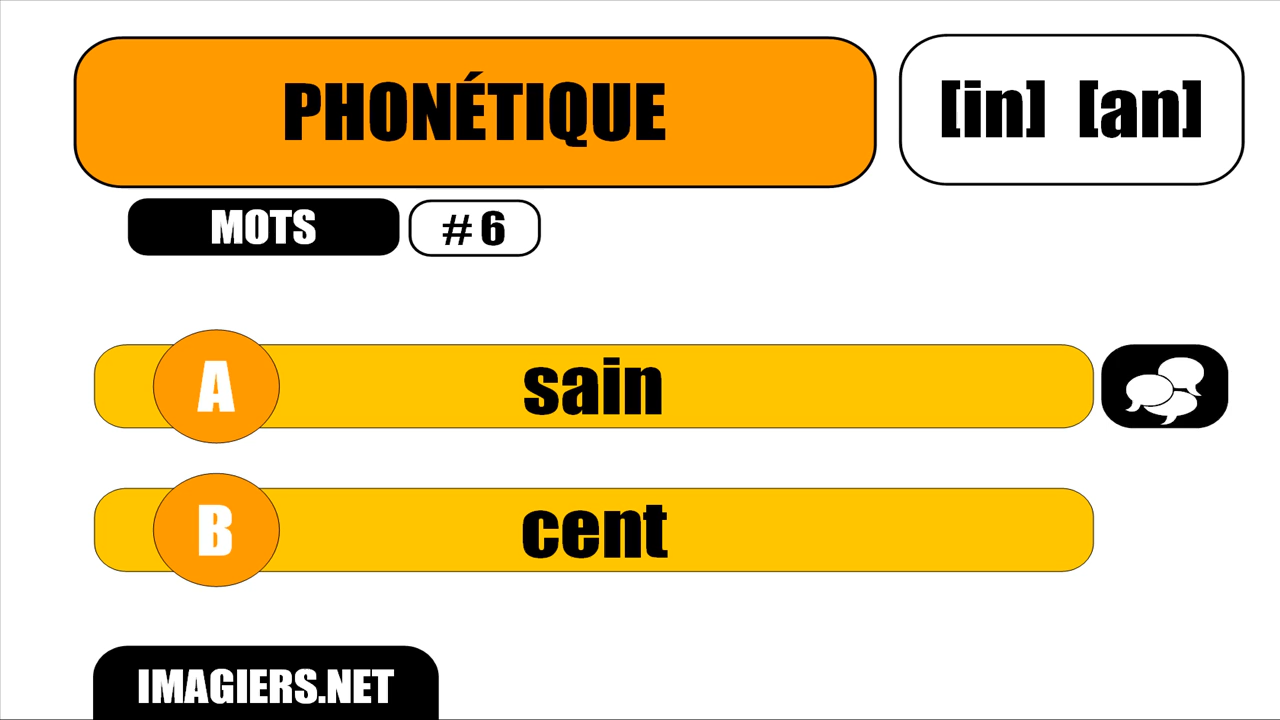 PHONÉTIQUE
[in] [an]
MOTS
# 6
A
sain
B
cent
IMAGIERS.NET